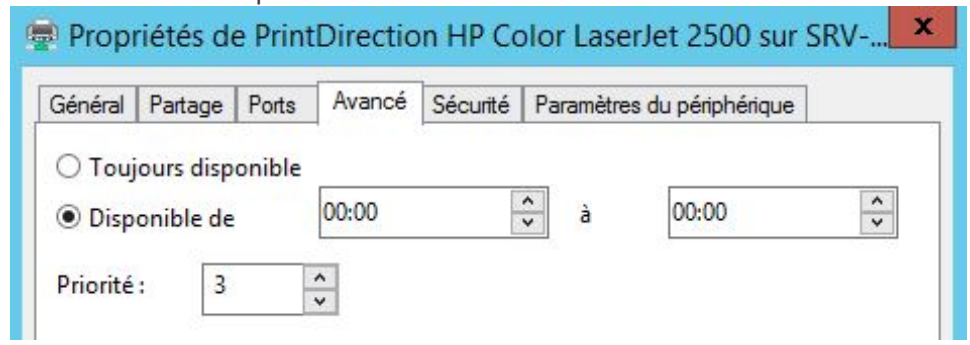 Propriétés de PrintDirection HP Color LaserJet 2500 sur SRV-... x
Général Partage Ports Avancé Sécurité Paramètres du périphérique
Toujours disponible
Disponible de 00:00 à 00:00
Priorité : 3